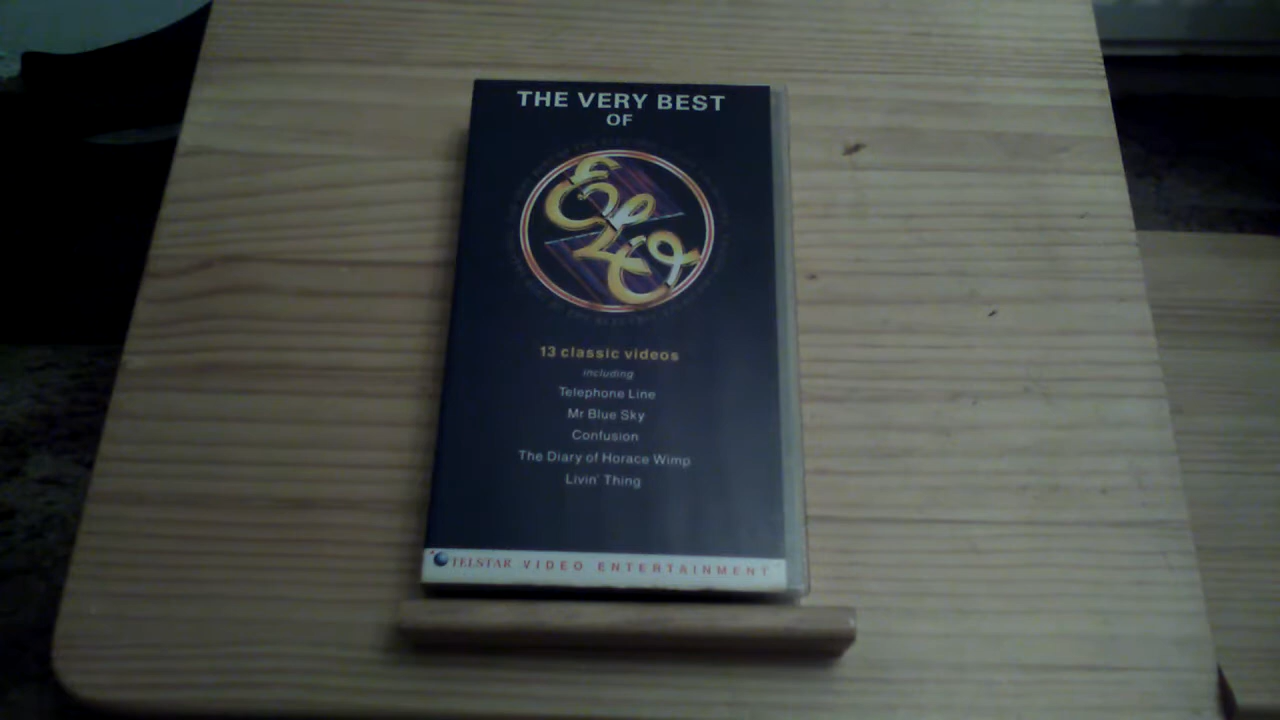 THE VERY BEST
OF
ELO
13 classic videos
including
Telephone Line
Mr Blue Sky
Confusion
The Diary of Horace Wimp
Livin' Thing
TELSTAR VIDEO ENTERTAINMENT